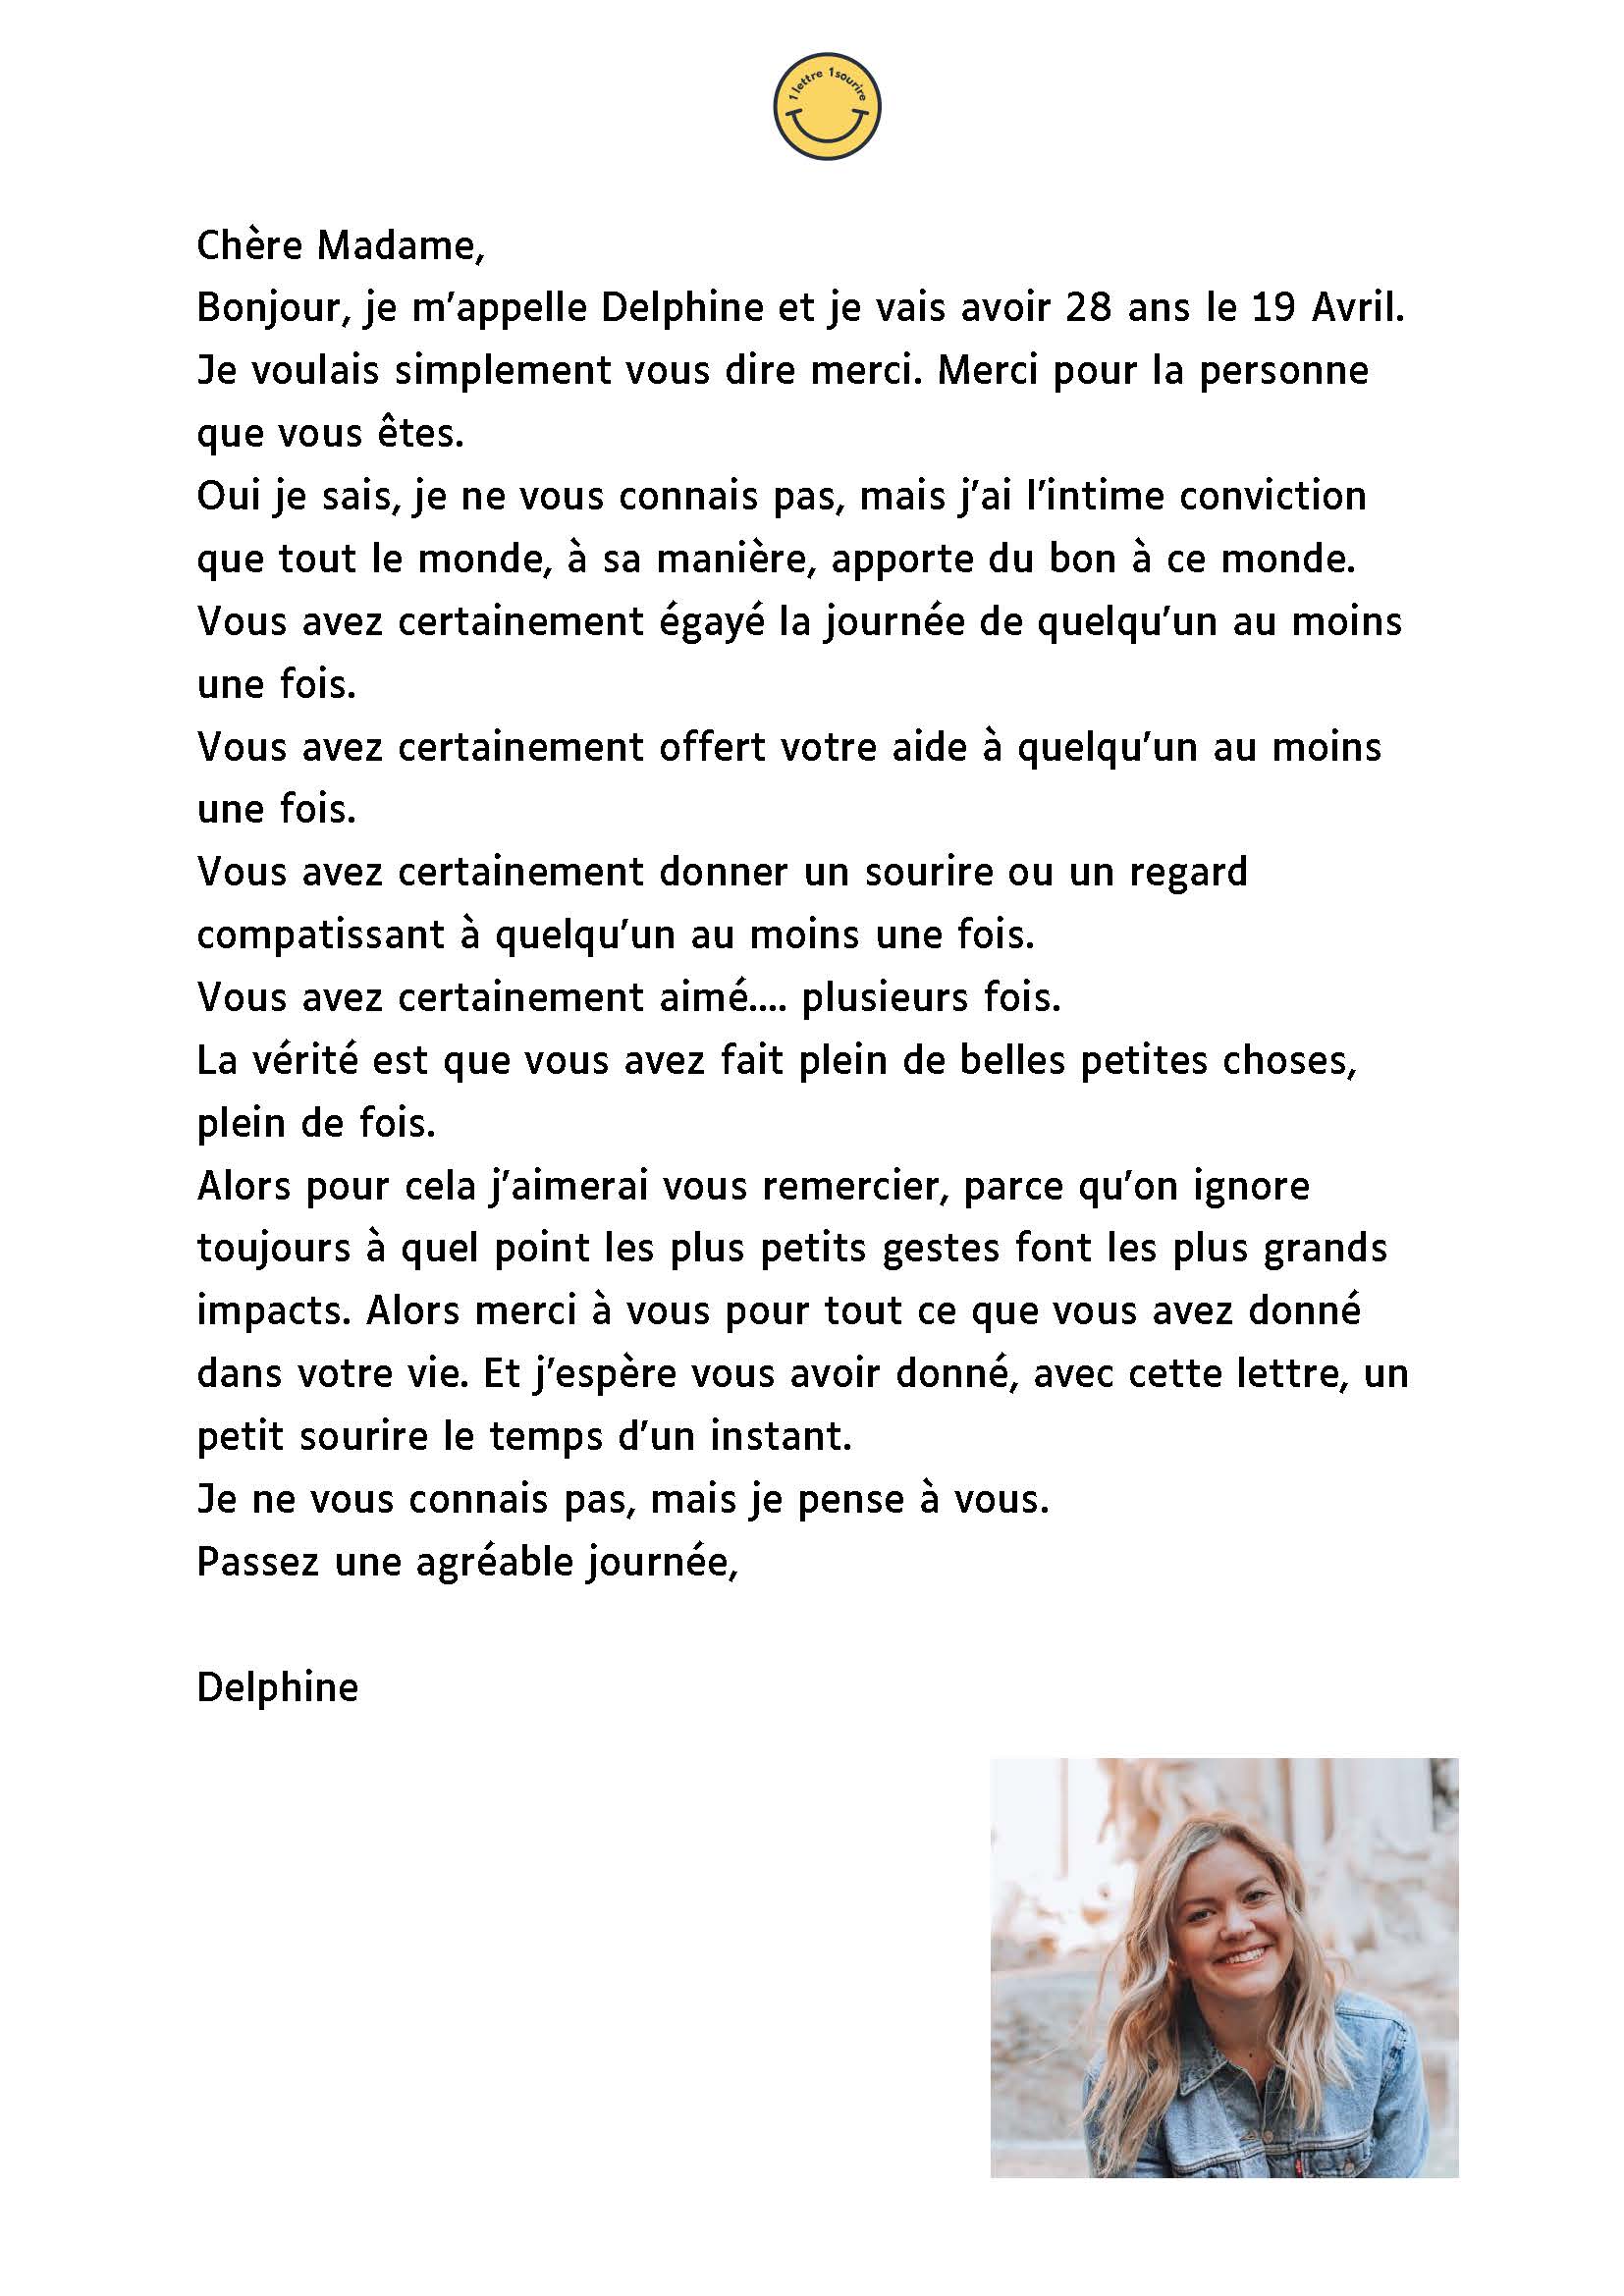 1 lettre 1 sourire
Chère Madame,
Bonjour, je m'appelle Delphine et je vais avoir 28 ans le 19 Avril.
Je voulais simplement vous dire merci. Merci pour la personne
que vous êtes.
Oui je sais, je ne vous connais pas, mais j'ai l'intime conviction
que tout le monde, à sa manière, apporte du bon à ce monde.
Vous avez certainement égayé la journée de quelqu'un au moins
une fois.
Vous avez certainement offert votre aide à quelqu'un au moins
une fois.
Vous avez certainement donner un sourire ou un regard
compatissant à quelqu'un au moins une fois.
Vous avez certainement aimé.... plusieurs fois.
La vérité est que vous avez fait plein de belles petites choses,
plein de fois.
Alors pour cela j'aimerai vous remercier, parce qu'on ignore
toujours à quel point les plus petits gestes font les plus grands
impacts. Alors merci à vous pour tout ce que vous avez donné
dans votre vie. Et j'espère vous avoir donné, avec cette lettre, un
petit sourire le temps d'un instant.
Je ne vous connais pas, mais je pense à vous.
Passez une agréable journée,
Delphine